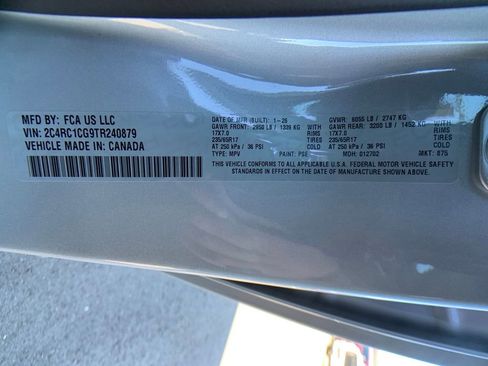 MFD BY: FCA US LLC
VIN: 2C4RC1CG9TR240879
VEHICLE MADE IN: CANADA
DATE OF MFR (BUILT): 1-26 GVWR: 6055 LB / 2747 KG
GAWR FRONT: 2950 LB / 1339 KG WITH GAWR REAR: 3200 LB / 1452 KG WITH
17X7.0 RIMS 17X7.0 RIMS
235/65R17 TIRES 235/65R17 TIRES
AT 250 kPa / 36 PSI COLD AT 250 kPa / 36 PSI COLD
TYPE: MPV PAINT: PSE MDH: 012702 MKT: 875
THIS VEHICLE CONFORMS TO ALL APPLICABLE U.S.A. FEDERAL MOTOR VEHICLE SAFETY
STANDARDS IN EFFECT ON THE DATE OF MANUFACTURE SHOWN ABOVE.